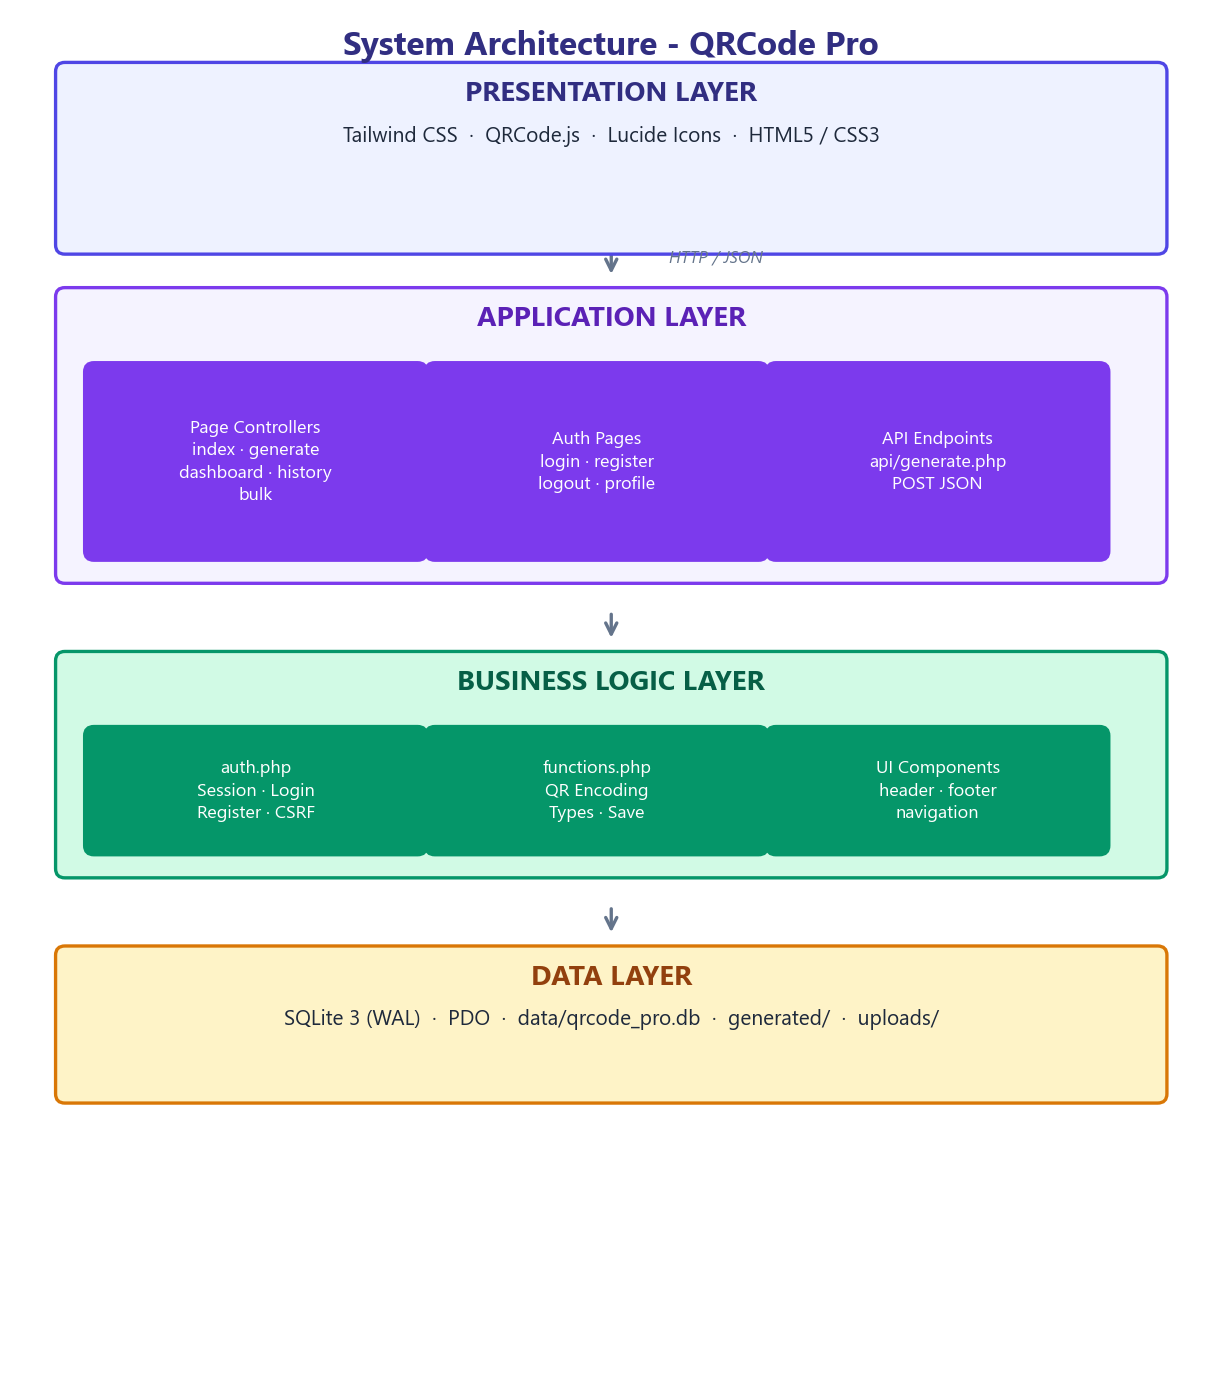 System Architecture - QRCode Pro
PRESENTATION LAYER
Tailwind CSS · QRCode.js · Lucide Icons · HTML5 / CSS3
HTTP / JSON
APPLICATION LAYER
Page Controllers
index · generate
dashboard · history
bulk
Auth Pages
login · register
logout · profile
API Endpoints
api/generate.php
POST JSON
BUSINESS LOGIC LAYER
auth.php
Session · Login
Register · CSRF
functions.php
QR Encoding
Types · Save
UI Components
header · footer
navigation
DATA LAYER
SQLite 3 (WAL) · PDO · data/qrcode_pro.db · generated/ · uploads/